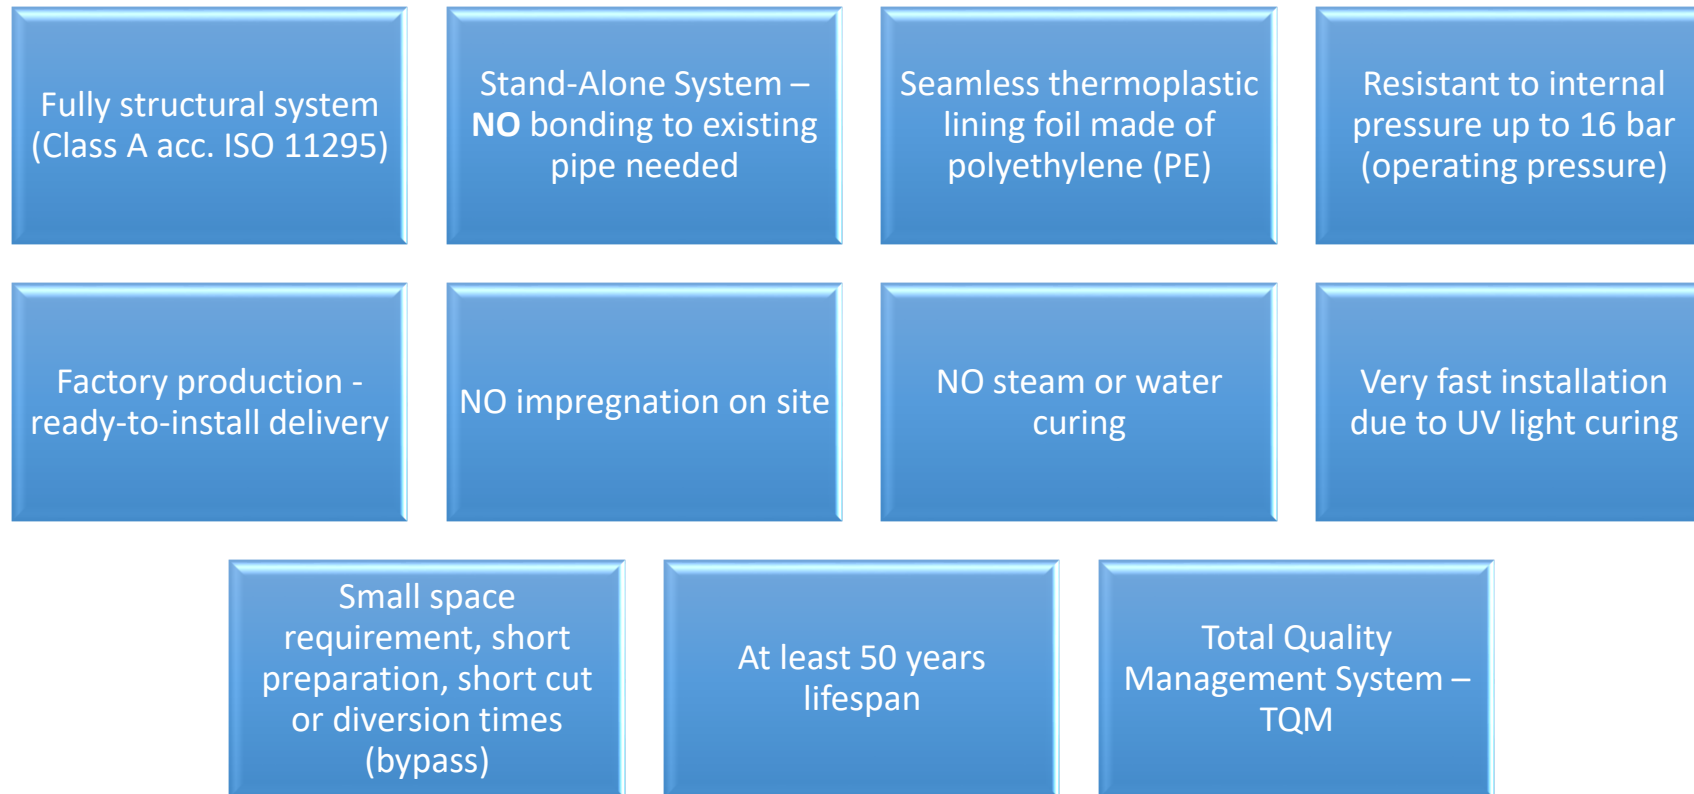 Fully structural system
(Class A acc. ISO 11295)
Stand-Alone System –
NO bonding to existing
pipe needed
Seamless thermoplastic
lining foil made of
polyethylene (PE)
Resistant to internal
pressure up to 16 bar
(operating pressure)
Factory production -
ready-to-install delivery
NO impregnation on site
NO steam or water
curing
Very fast installation
due to UV light curing
Small space
requirement, short
preparation, short cut
or diversion times
(bypass)
At least 50 years
lifespan
Total Quality
Management System –
TQM